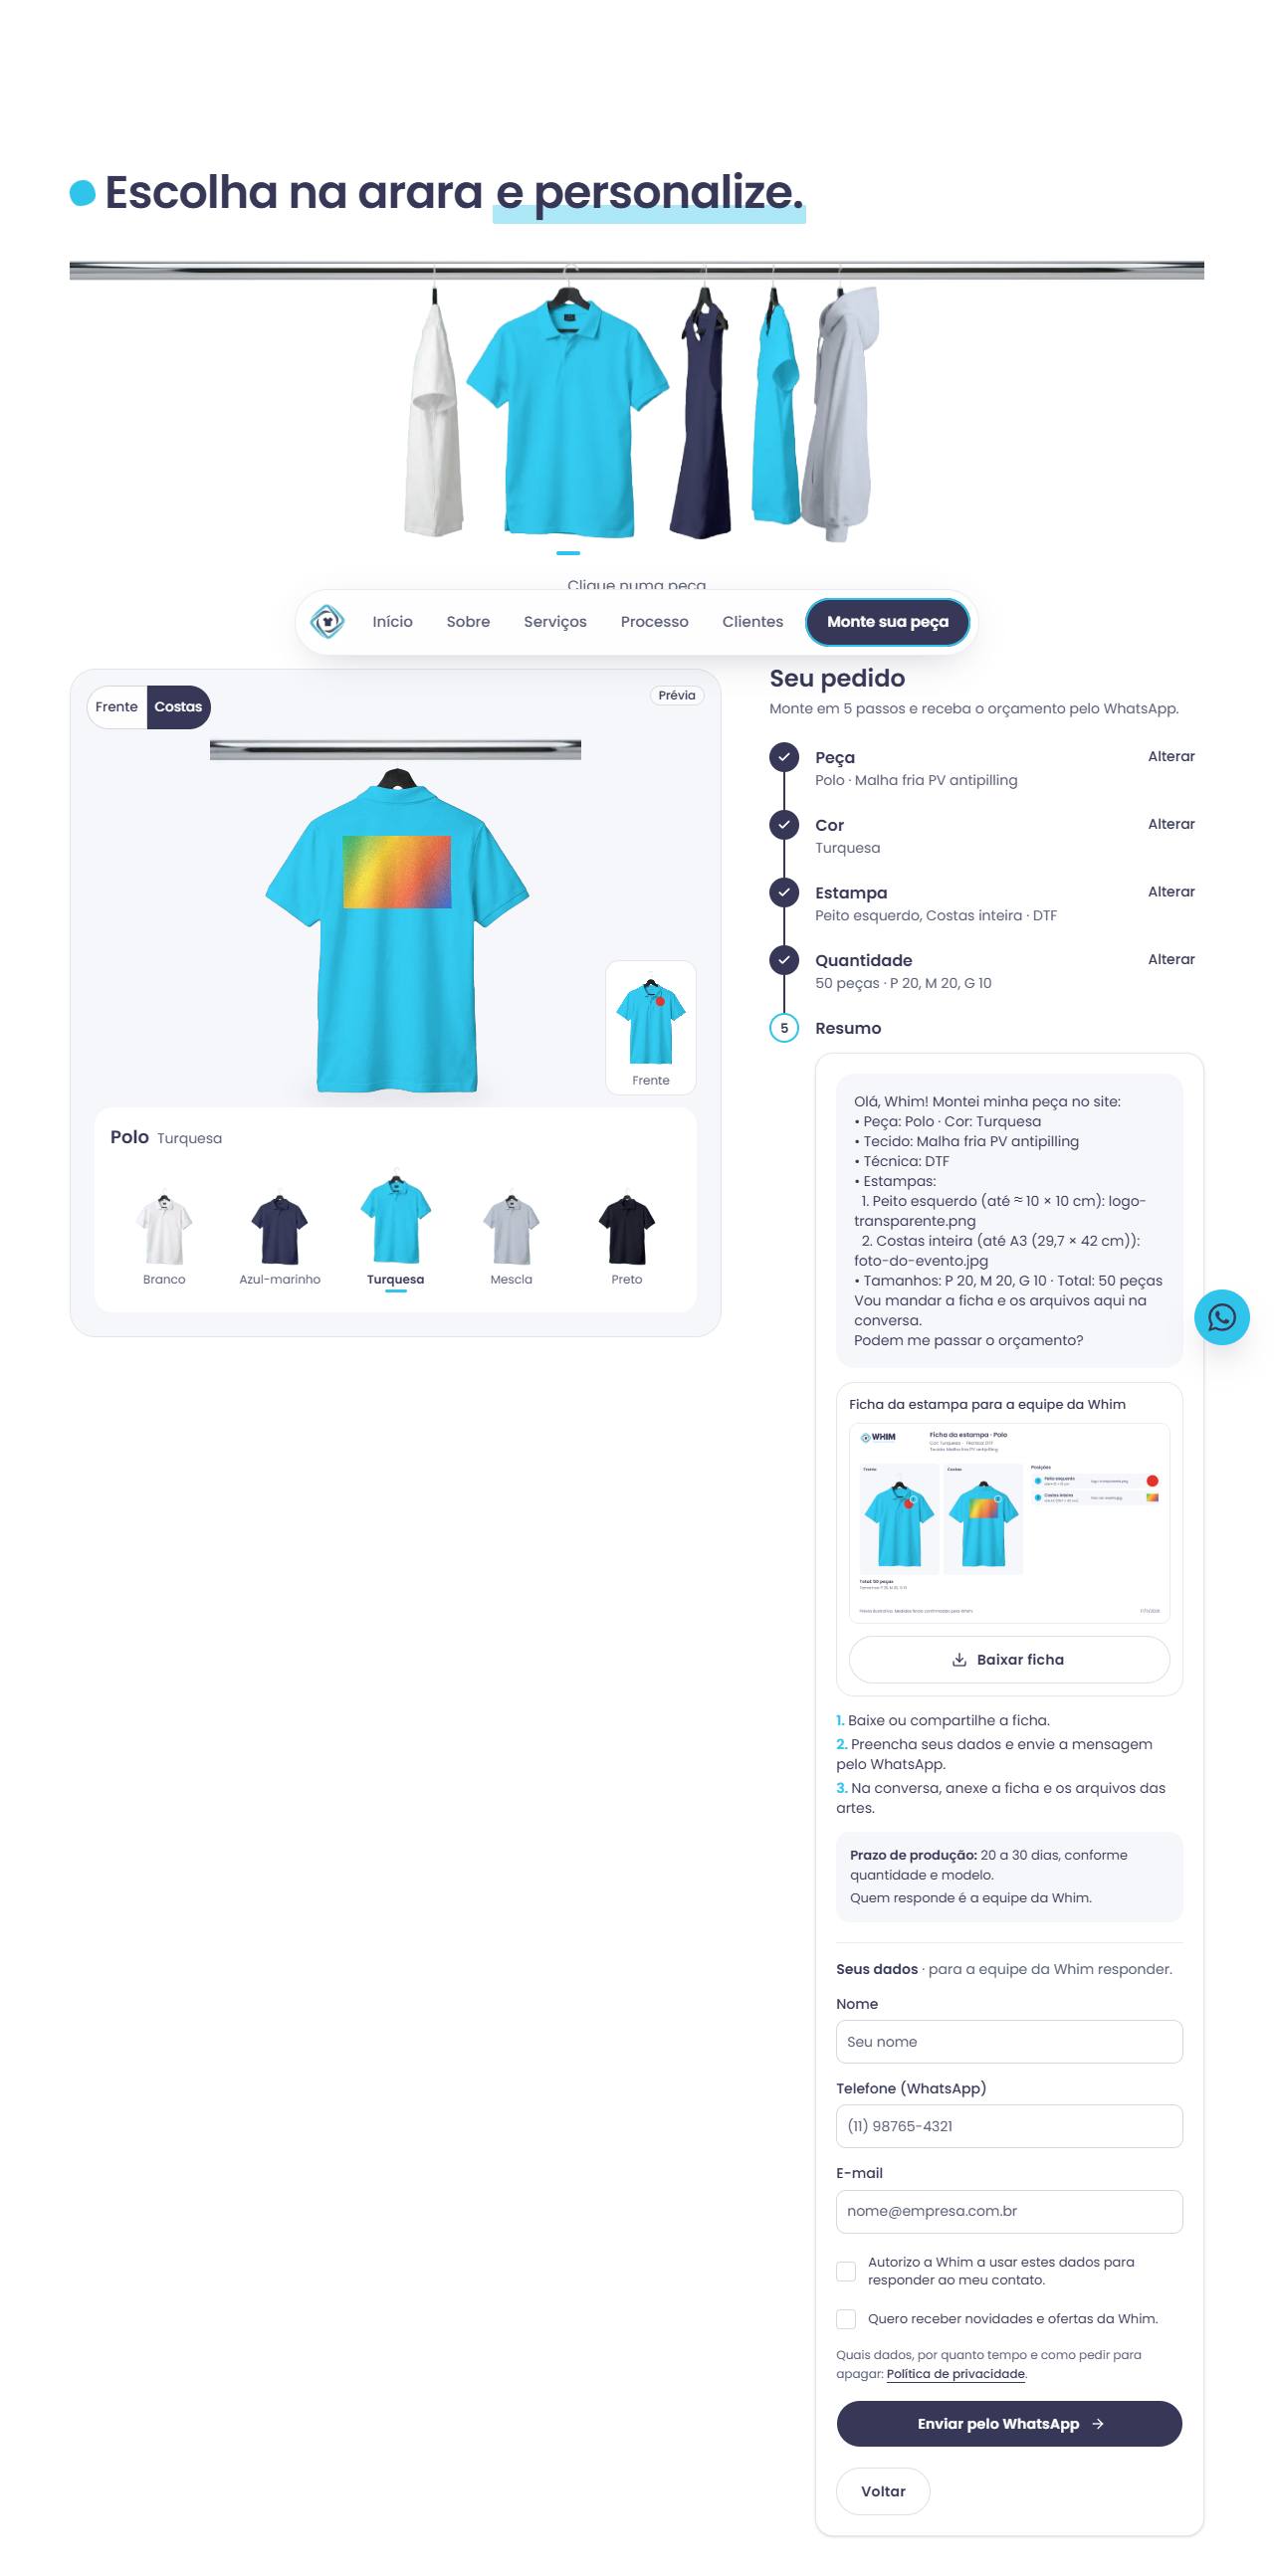 Escolha na arara e personalize.
Clique numa peça
Início Sobre Serviços Processo Clientes Monte sua peça
Frente Costas
Prévia
Frente
Polo Turquesa
Branco Azul-marinho Turquesa Mescla Preto
Seu pedido
Monte em 5 passos e receba o orçamento pelo WhatsApp.
Peça Alterar
Polo · Malha fria PV antipilling
Cor Alterar
Turquesa
Estampa Alterar
Peito esquerdo, Costas inteira · DTF
Quantidade Alterar
50 peças · P 20, M 20, G 10
5 Resumo
Olá, Whim! Montei minha peça no site:
• Peça: Polo · Cor: Turquesa
• Tecido: Malha fria PV antipilling
• Técnica: DTF
• Estampas:
1. Peito esquerdo (até ≈ 10 × 10 cm): logo-
transparente.png
2. Costas inteira (até A3 (29,7 × 42 cm)):
foto-do-evento.jpg
• Tamanhos: P 20, M 20, G 10 · Total: 50 peças
Vou mandar a ficha e os arquivos aqui na
conversa.
Podem me passar o orçamento?
Ficha da estampa para a equipe da Whim
WHIM
Ficha da estampa · Polo
Frente Costas Posições
Peito esquerdo
Costas inteira
Total: 50 peças
Baixar ficha
1. Baixe ou compartilhe a ficha.
2. Preencha seus dados e envie a mensagem
pelo WhatsApp.
3. Na conversa, anexe a ficha e os arquivos das
artes.
Prazo de produção: 20 a 30 dias, conforme
quantidade e modelo.
Quem responde é a equipe da Whim.
Seus dados · para a equipe da Whim responder.
Nome
Seu nome
Telefone (WhatsApp)
(11) 98765-4321
E-mail
nome@empresa.com.br
Autorizo a Whim a usar estes dados para
responder ao meu contato.
Quero receber novidades e ofertas da Whim.
Quais dados, por quanto tempo e como pedir para
apagar: Política de privacidade.
Enviar pelo WhatsApp →
Voltar